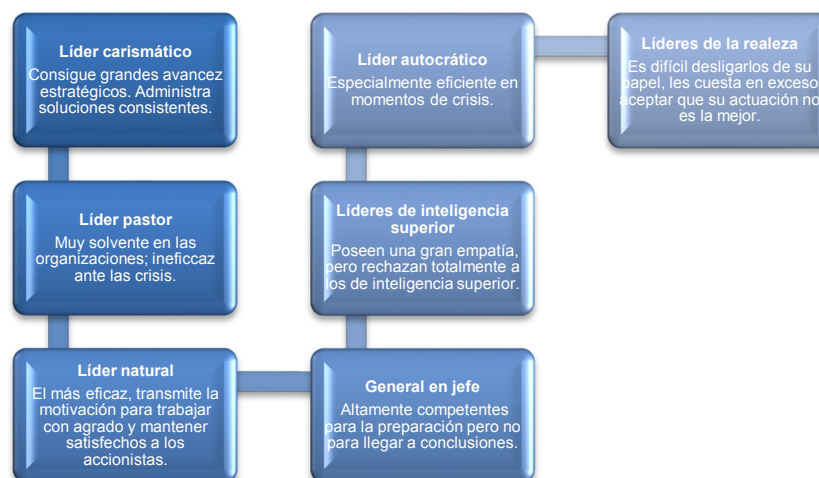 Líder carismático
Consigue grandes avancez
estratégicos. Administra
soluciones consistentes.
Líder pastor
Muy solvente en las
organizaciones; ineficcaz
ante las crisis.
Líder natural
El más eficaz, transmite la
motivación para trabajar
con agrado y mantener
satisfechos a los
accionistas.
General en jefe
Altamente competentes
para la preparación pero no
para llegar a conclusiones.
Líderes de inteligencia
superior
Poseen una gran empatía,
pero rechazan totalmente a
los de inteligencia superior.
Líder autocrático
Especialmente eficiente en
momentos de crisis.
Líderes de la realeza
Es difícil desligarlos de su
papel, les cuesta en exceso
aceptar que su actuación no
es la mejor.